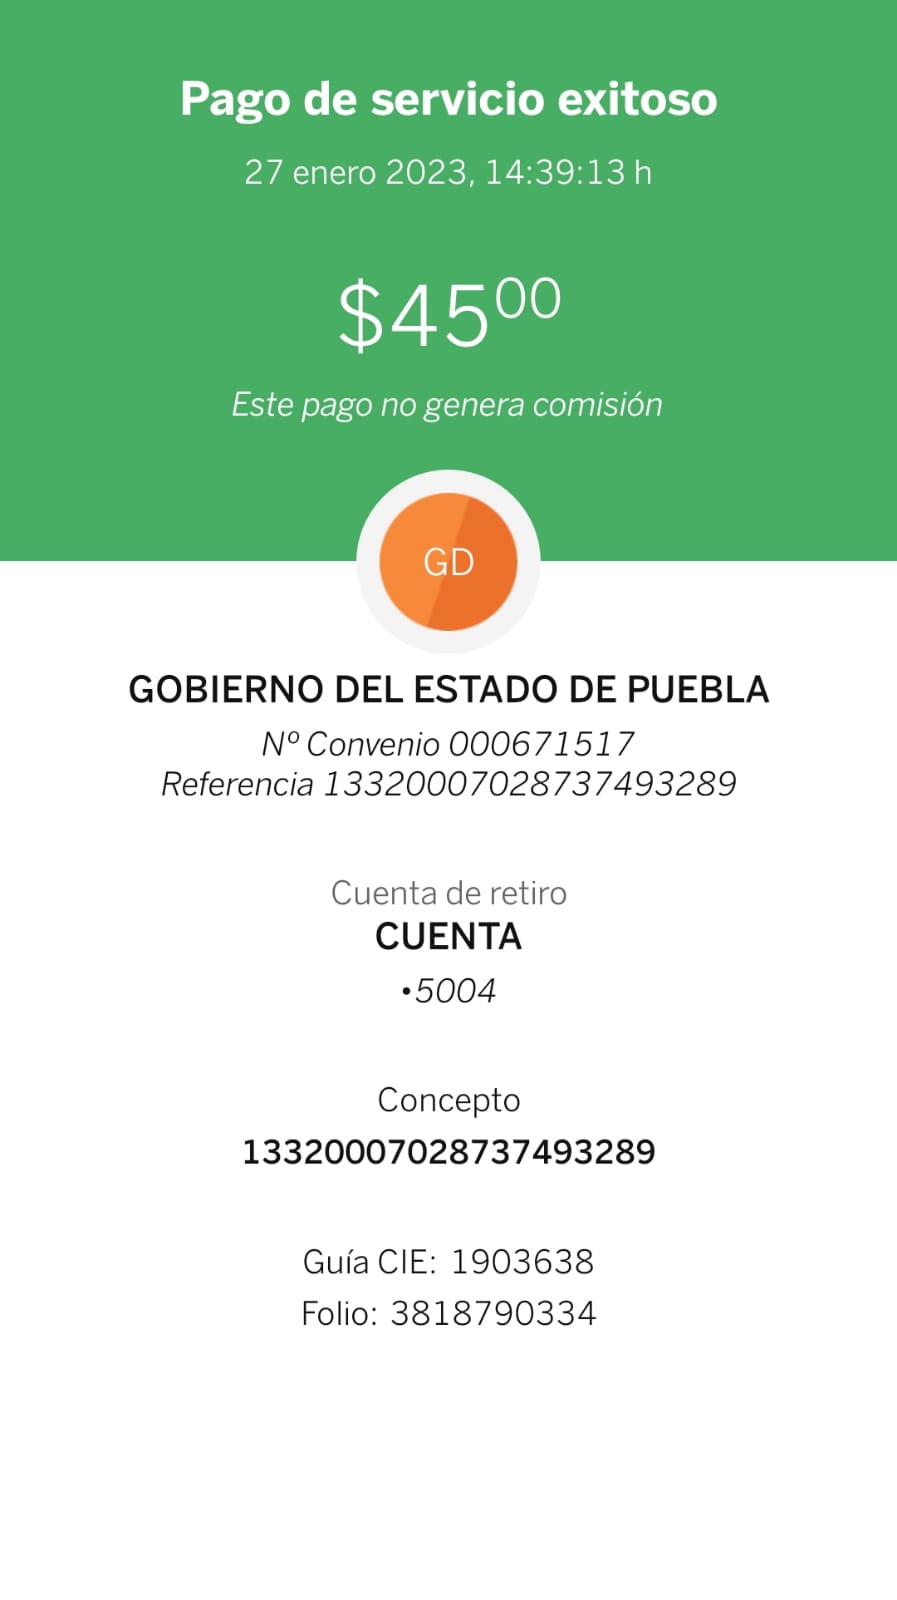 Pago de servicio exitoso
27 enero 2023, 14:39:13 h
$4500
Este pago no genera comisión
GD
GOBIERNO DEL ESTADO DE PUEBLA
Nº Convenio 000671517
Referencia 13320007028737493289
Cuenta de retiro
CUENTA
•5004
Concepto
13320007028737493289
Guía CIE: 1903638
Folio: 3818790334